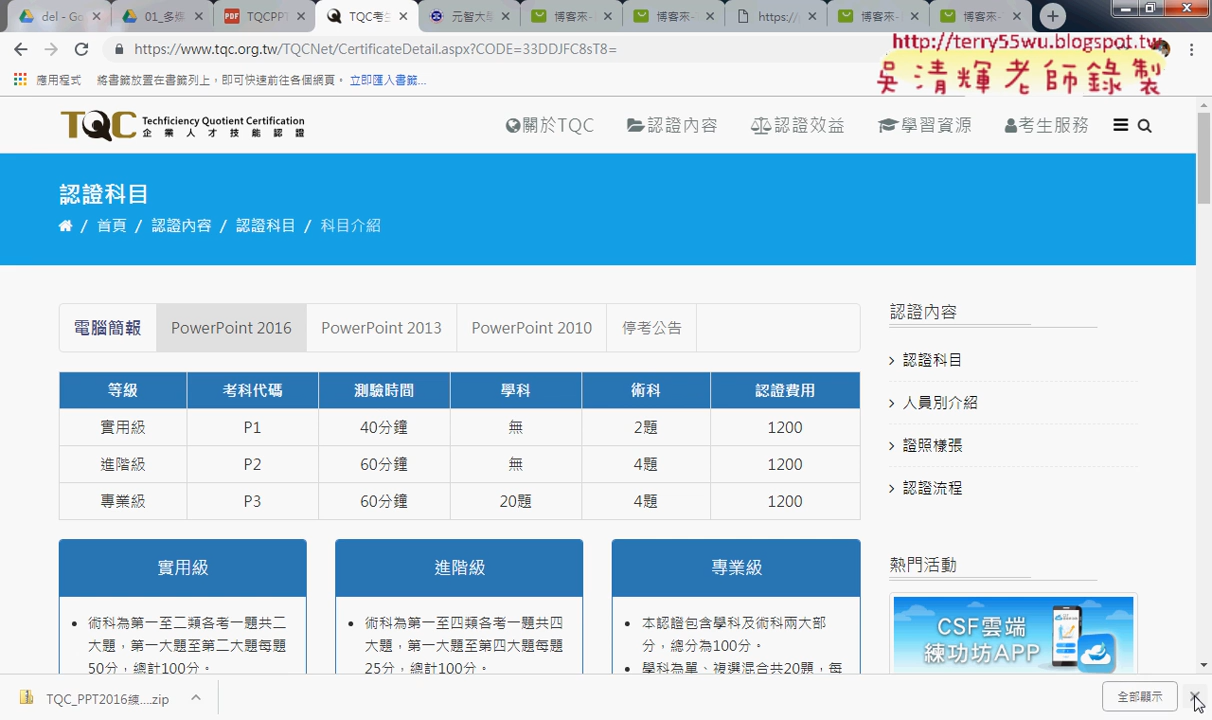 del - Go
01_多媒
TQCPPT
TQC考生
元智大學
博客來-
博客來-
https://
博客來-
博客來-
https://www.tqc.org.tw/TQCNet/CertificateDetail.aspx?CODE=33DDJFC8sT8=
http://terry55wu.blogspot.tw
吳清輝老師錄製
應用程式 將書籤放置在書籤列上，即可快速前往各個網頁。 立即匯入書籤...
TQC Techficiency Quotient Certification
企業人才技能認證
關於TQC 認證內容 認證效益 學習資源 考生服務
認證科目
/ 首頁 / 認證內容 / 認證科目 / 科目介紹
電腦簡報 PowerPoint 2016 PowerPoint 2013 PowerPoint 2010 停考公告
等級 考科代碼 測驗時間 學科 術科 認證費用
實用級 P1 40分鐘 無 2題 1200
進階級 P2 60分鐘 無 4題 1200
專業級 P3 60分鐘 20題 4題 1200
認證內容
認證科目
人員別介紹
證照樣張
認證流程
實用級
術科為第一至二類各考一題共二
大題，第一大題至第二大題每題
50分，總計100分。
進階級
術科為第一至四類各考一題共四
大題，第一大題至第四大題每題
25分，總計100分。
專業級
本認證包含學科及術科兩大部
分，總分為100分。
學科為單、複選混合共20題，每
熱門活動
CSF雲端
練功坊APP
TQC_PPT2016練....zip
全部顯示